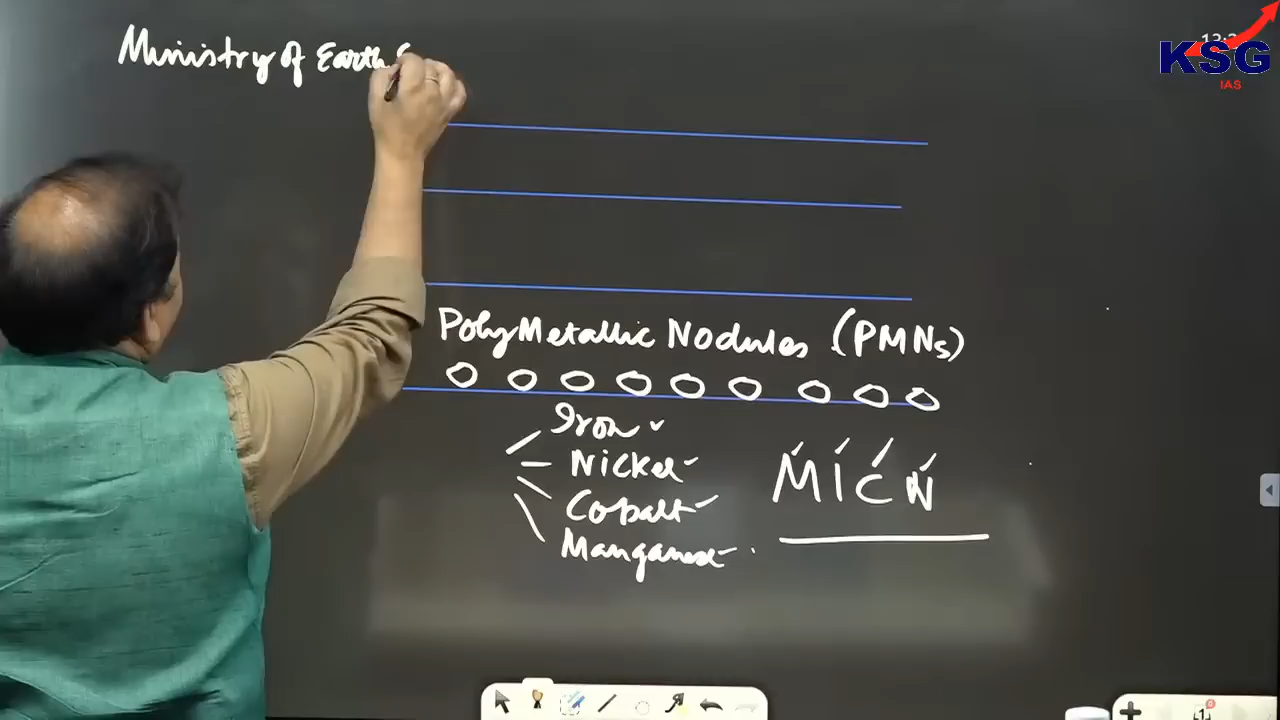 Ministry of Earth S
KSG
IAS
PolyMetallic Nodules (PMNs)
Iron
Nickel
Cobalt
Manganese
MICN